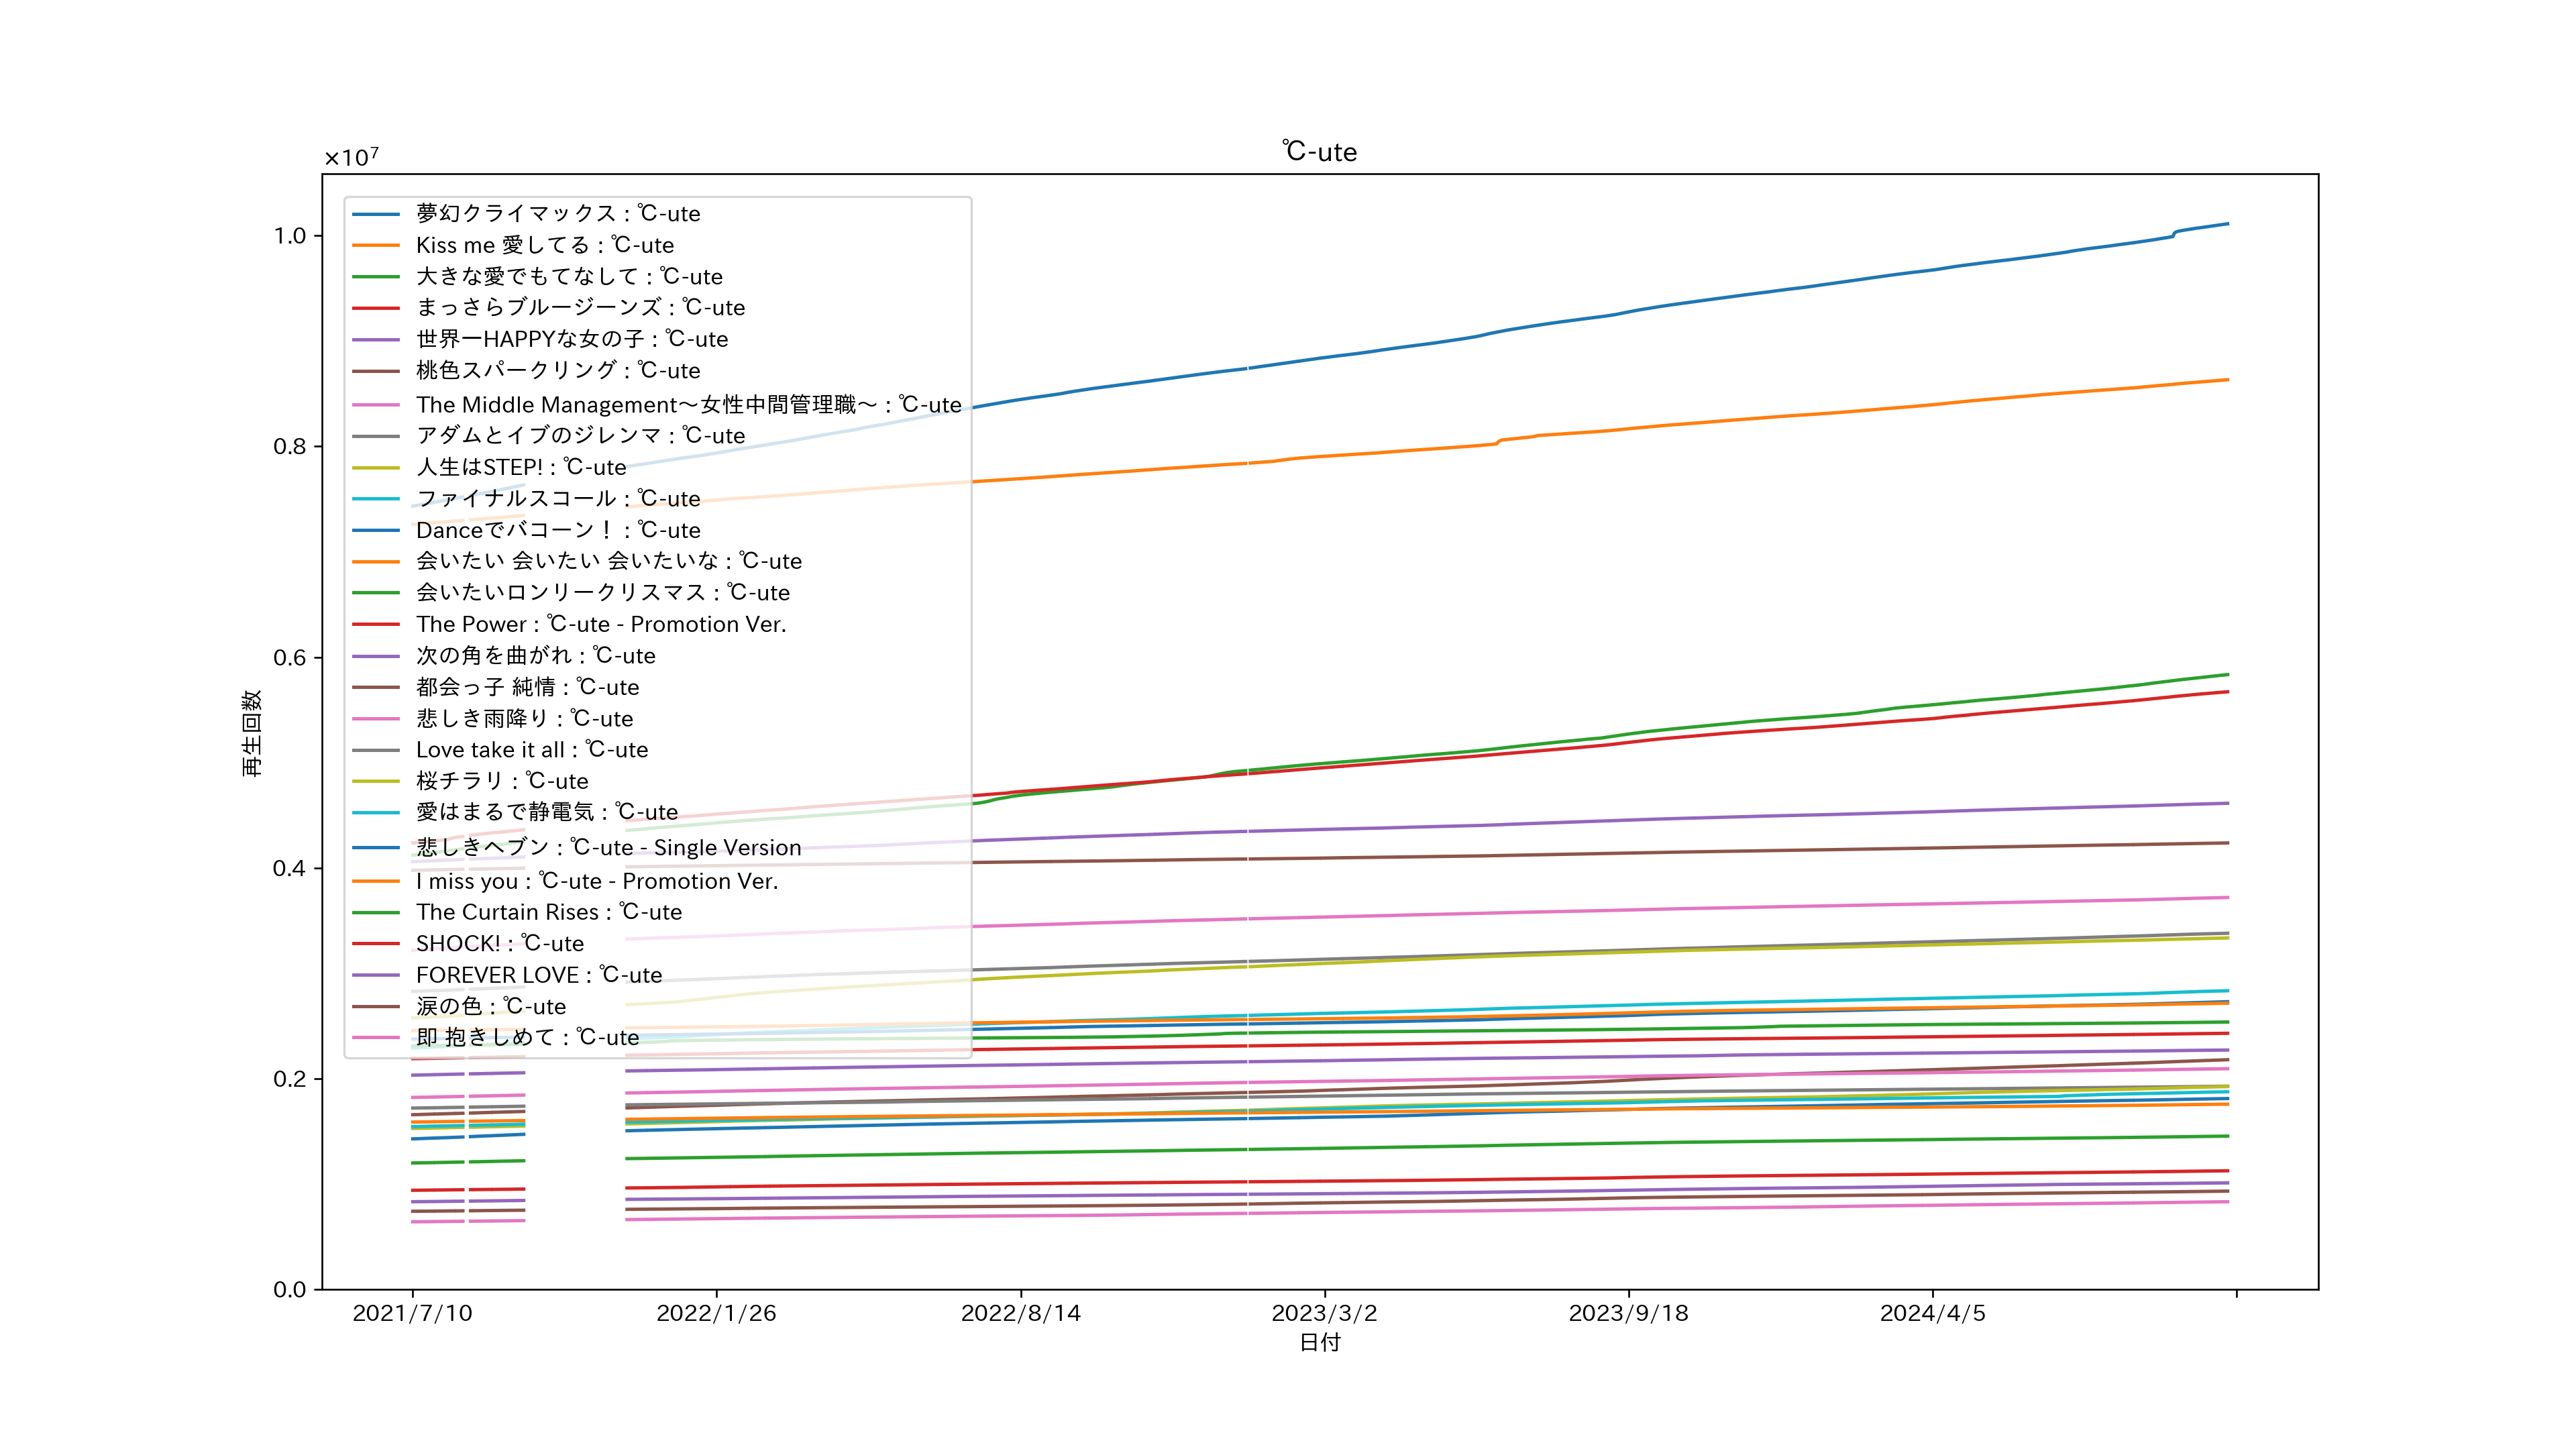 ℃-ute
×10⁷
1.0
0.8
0.6
0.4
0.2
0.0
再生回数
夢幻クライマックス : ℃-ute
Kiss me 愛してる : ℃-ute
大きな愛でもてなして : ℃-ute
まっさらブルージーンズ : ℃-ute
世界一HAPPYな女の子 : ℃-ute
桃色スパークリング : ℃-ute
The Middle Management〜女性中間管理職〜 : ℃-ute
アダムとイブのジレンマ : ℃-ute
人生はSTEP! : ℃-ute
ファイナルスコール : ℃-ute
Danceでバコーン！ : ℃-ute
会いたい 会いたい 会いたいな : ℃-ute
会いたいロンリークリスマス : ℃-ute
The Power : ℃-ute - Promotion Ver.
次の角を曲がれ : ℃-ute
都会っ子 純情 : ℃-ute
悲しき雨降り : ℃-ute
Love take it all : ℃-ute
桜チラリ : ℃-ute
愛はまるで静電気 : ℃-ute
悲しきヘブン : ℃-ute - Single Version
I miss you : ℃-ute - Promotion Ver.
The Curtain Rises : ℃-ute
SHOCK! : ℃-ute
FOREVER LOVE : ℃-ute
涙の色 : ℃-ute
即 抱きしめて : ℃-ute
2021/7/10 2022/1/26 2022/8/14 2023/3/2 2023/9/18 2024/4/5
日付